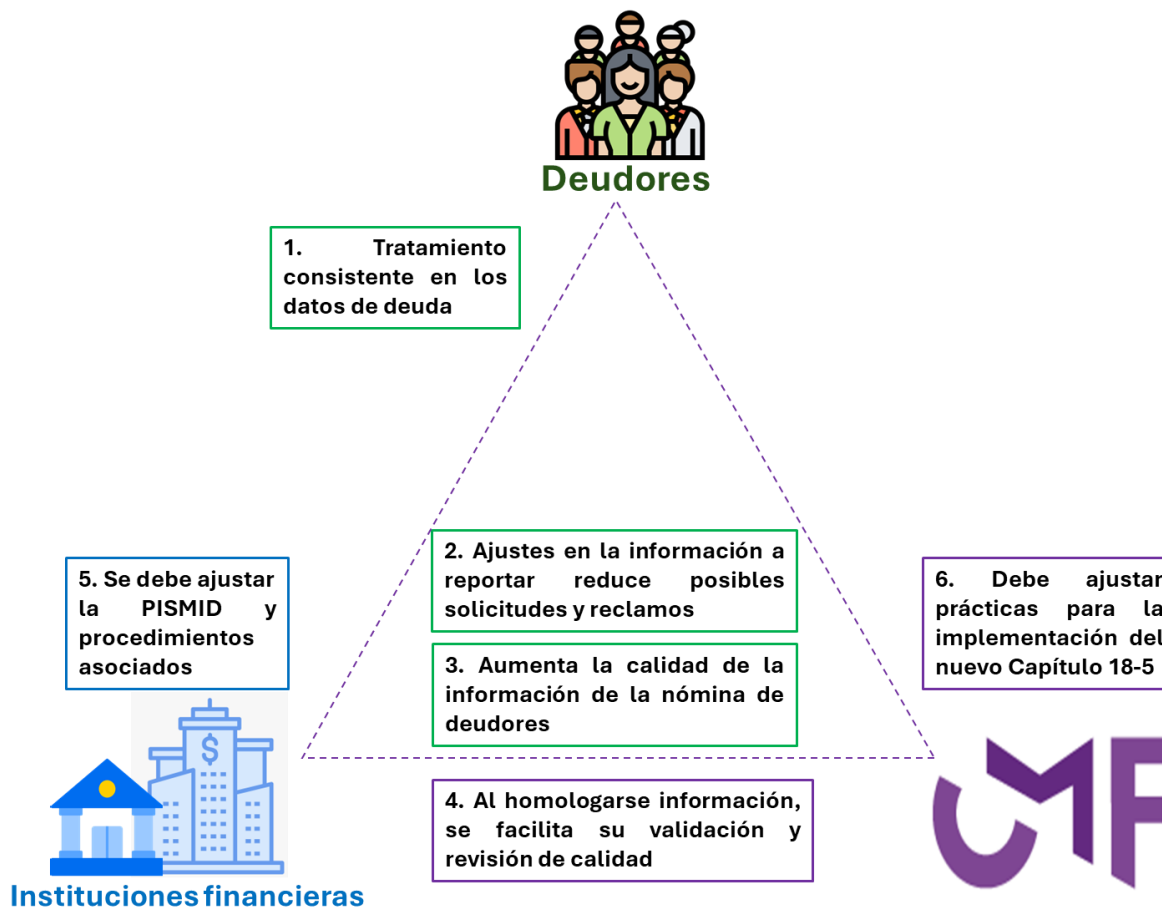 Deudores
1. Tratamiento
consistente en los
datos de deuda
2. Ajustes en la información a
reportar reduce posibles
solicitudes y reclamos
5. Se debe ajustar
la PISMID y
procedimientos
asociados
6. Debe ajustar
prácticas para la
implementación del
nuevo Capítulo 18-5
3. Aumenta la calidad de la
información de la nómina de
deudores
$
4. Al homologarse información,
se facilita su validación y
revisión de calidad
CMF
Instituciones financieras